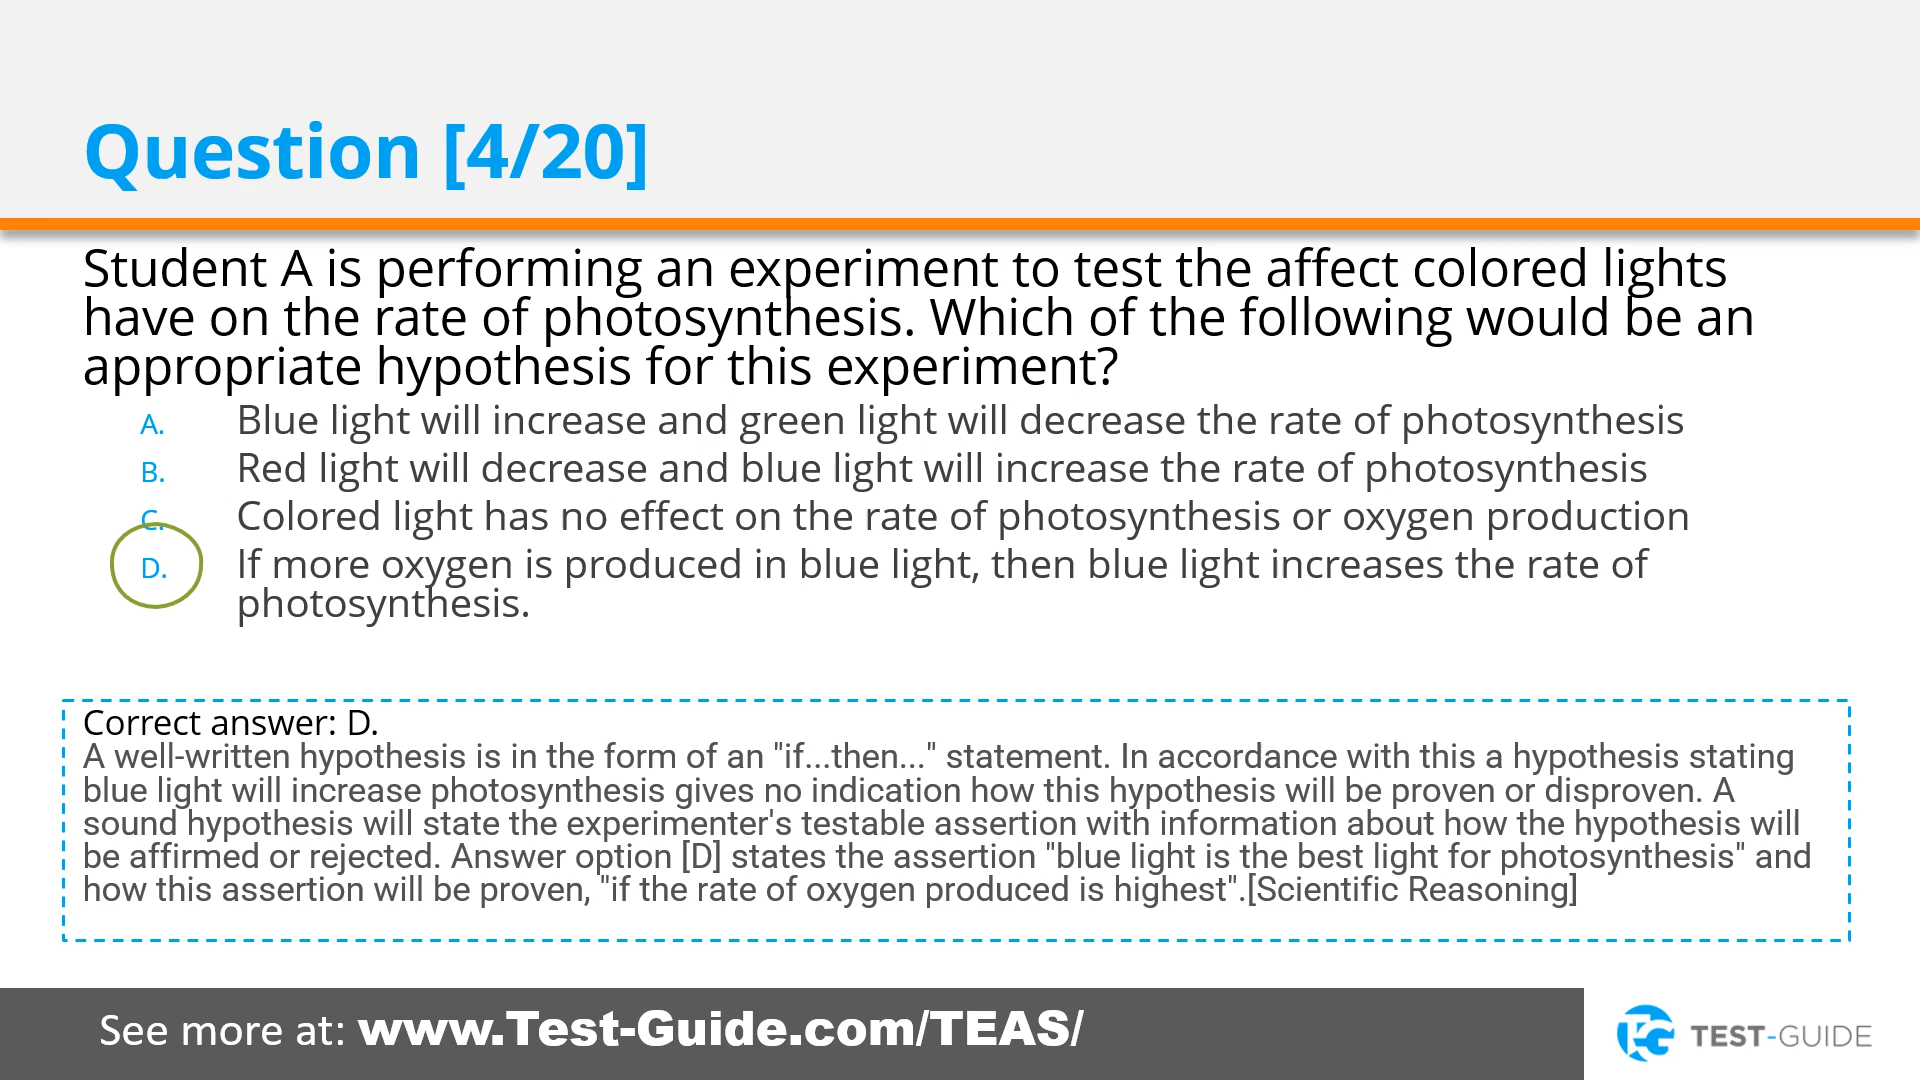 Question [4/20]
Student A is performing an experiment to test the affect colored lights
have on the rate of photosynthesis. Which of the following would be an
appropriate hypothesis for this experiment?
A. Blue light will increase and green light will decrease the rate of photosynthesis
B. Red light will decrease and blue light will increase the rate of photosynthesis
C. Colored light has no effect on the rate of photosynthesis or oxygen production
D. If more oxygen is produced in blue light, then blue light increases the rate of
photosynthesis.
Correct answer: D.
A well-written hypothesis is in the form of an "if...then..." statement. In accordance with this a hypothesis stating
blue light will increase photosynthesis gives no indication how this hypothesis will be proven or disproven. A
sound hypothesis will state the experimenter's testable assertion with information about how the hypothesis will
be affirmed or rejected. Answer option [D] states the assertion "blue light is the best light for photosynthesis" and
how this assertion will be proven, "if the rate of oxygen produced is highest".[Scientific Reasoning]
See more at: www.Test-Guide.com/TEAS/
TEST-GUIDE